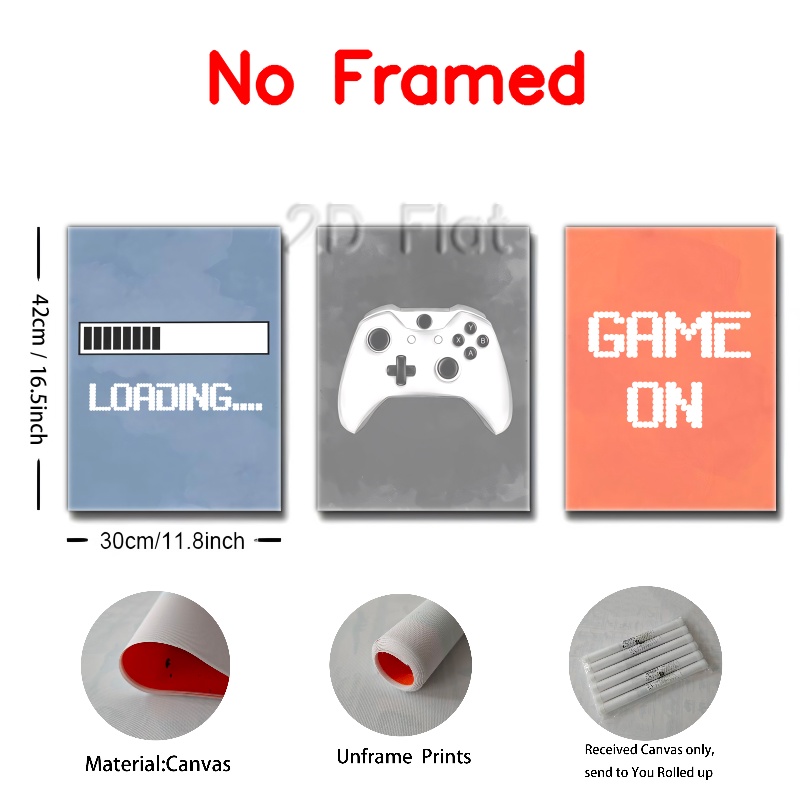 No Framed
2D Flat
42cm / 16.5inch
LOADING....
Y
X B
A
GAME
ON
30cm/11.8inch
Material:Canvas
Unframe Prints
Received Canvas only,
send to You Rolled up